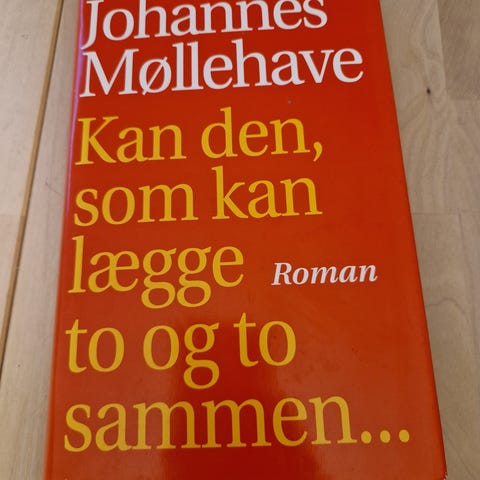 Johannes
Møllehave
Kan den,
som kan
lægge
Roman
to og to
sammen...